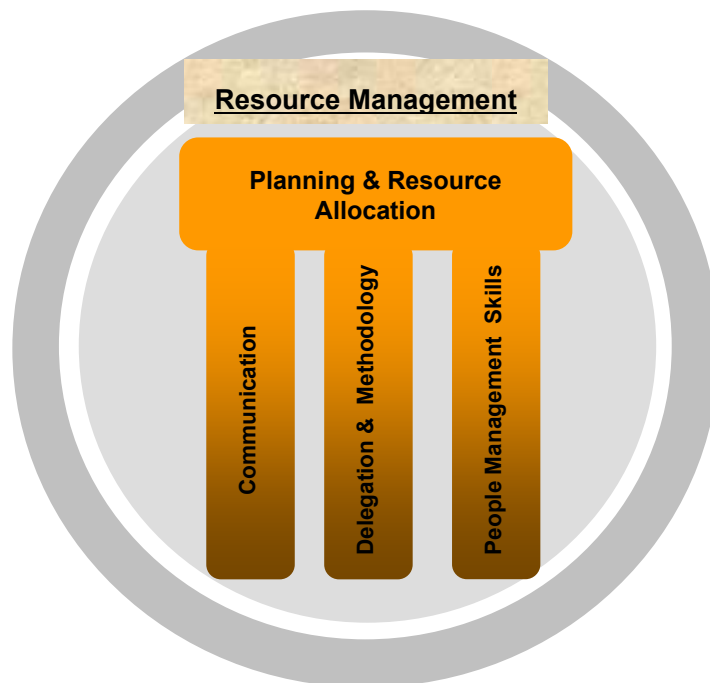 Resource Management
Planning & Resource
Allocation
Communication
Delegation & Methodology
People Management Skills